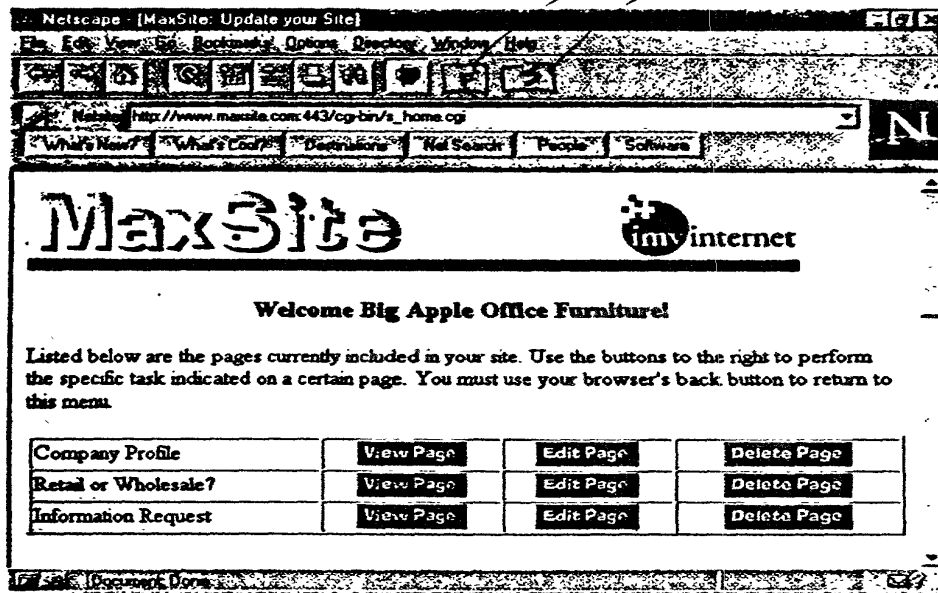 Netscape - [MaxSite: Update your Site]
File Edit View Go Bookmarks Options Directory Window Help
Netsite: http://www.maxsite.com:443/cgi-bin/s_home.cgi
What's New? What's Cool? Destinations Net Search People Software
MaxSite
imvinternet
Welcome Big Apple Office Furniture!
Listed below are the pages currently included in your site. Use the buttons to the right to perform
the specific task indicated on a certain page. You must use your browser's back button to return to
this menu.
Company Profile View Page Edit Page Delete Page
Retail or Wholesale? View Page Edit Page Delete Page
Information Request View Page Edit Page Delete Page
Document: Done
N